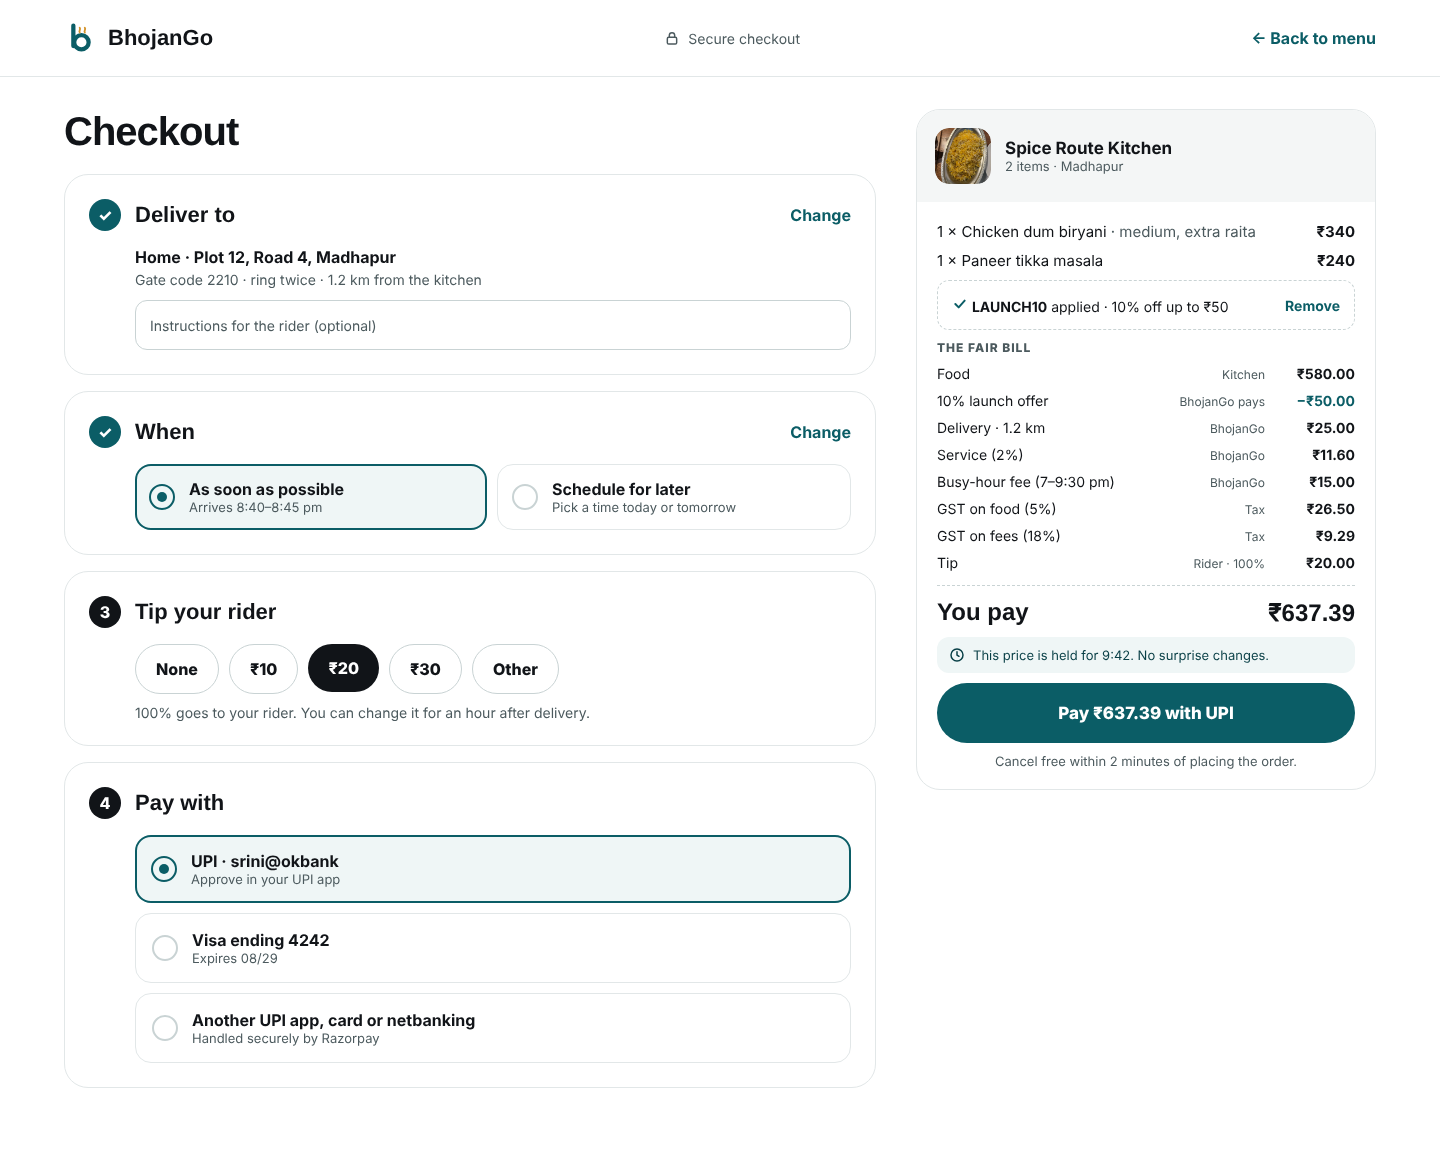 BhojanGo
Secure checkout
← Back to menu
Checkout
Deliver to
Change
Home · Plot 12, Road 4, Madhapur
Gate code 2210 · ring twice · 1.2 km from the kitchen
Instructions for the rider (optional)
When
Change
As soon as possible
Arrives 8:40–8:45 pm
Schedule for later
Pick a time today or tomorrow
3 Tip your rider
None ₹10 ₹20 ₹30 Other
100% goes to your rider. You can change it for an hour after delivery.
4 Pay with
UPI · srini@okbank
Approve in your UPI app
Visa ending 4242
Expires 08/29
Another UPI app, card or netbanking
Handled securely by Razorpay
Spice Route Kitchen
2 items · Madhapur
1 × Chicken dum biryani · medium, extra raita ₹340
1 × Paneer tikka masala ₹240
LAUNCH10 applied · 10% off up to ₹50 Remove
THE FAIR BILL
Food Kitchen ₹580.00
10% launch offer BhojanGo pays −₹50.00
Delivery · 1.2 km BhojanGo ₹25.00
Service (2%) BhojanGo ₹11.60
Busy-hour fee (7–9:30 pm) BhojanGo ₹15.00
GST on food (5%) Tax ₹26.50
GST on fees (18%) Tax ₹9.29
Tip Rider · 100% ₹20.00
You pay ₹637.39
This price is held for 9:42. No surprise changes.
Pay ₹637.39 with UPI
Cancel free within 2 minutes of placing the order.